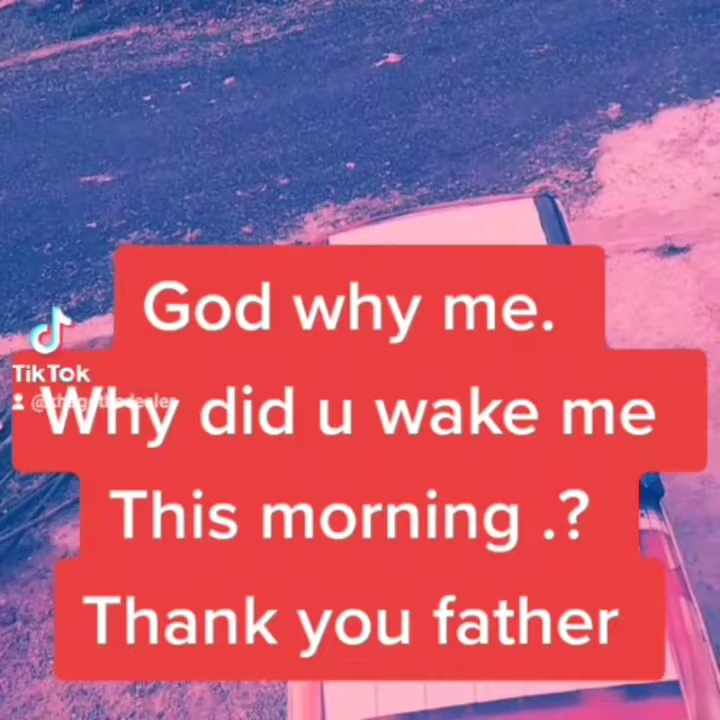 God why me.
TikTok
Why did u wake me
This morning .?
Thank you father